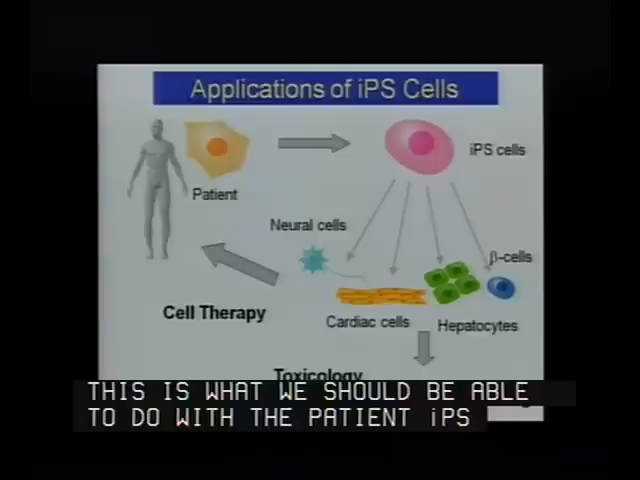 Applications of iPS Cells
iPS cells
Patient
Neural cells
β-cells
Cell Therapy
Cardiac cells
Hepatocytes
Toxicology
THIS IS WHAT WE SHOULD BE ABLE
TO DO WITH THE PATIENT iPS